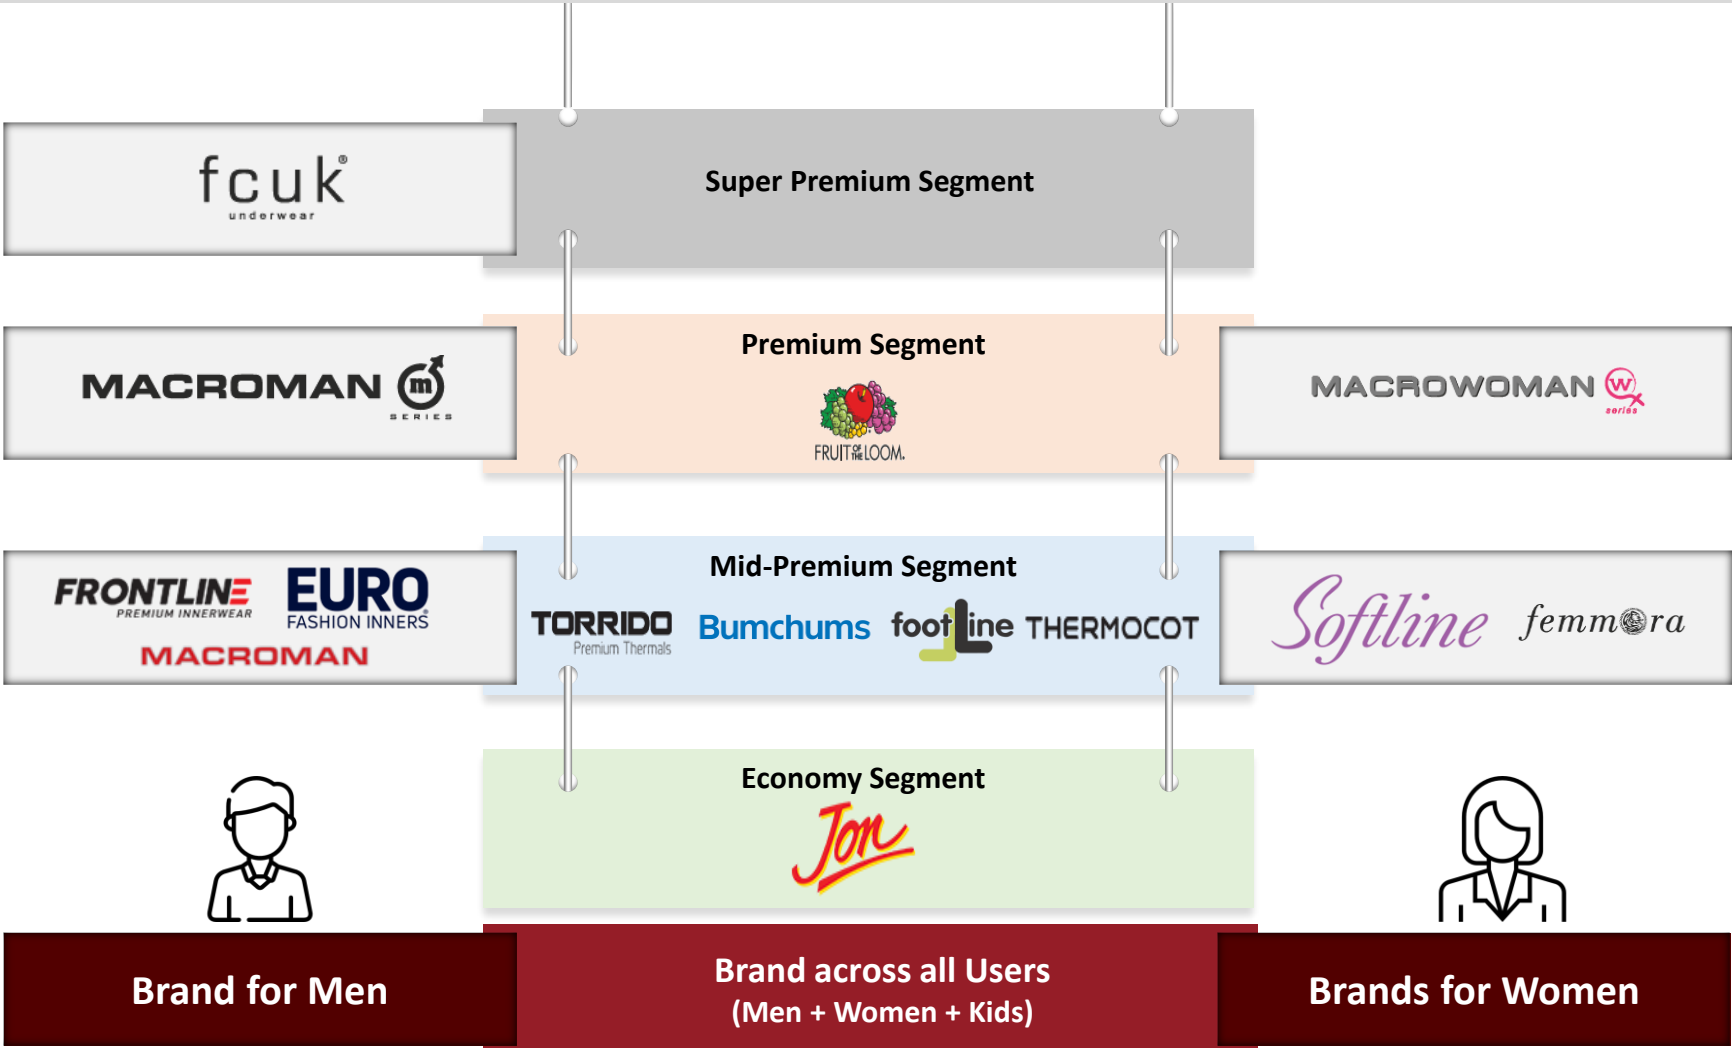 fcuk®
underwear
Super Premium Segment
MACROMAN m
SERIES
Premium Segment
FRUIT OF THE LOOM.
MACROWOMAN w
series
FRONTLINE
PREMIUM INNERWEAR
EURO
FASHION INNERS
MACROMAN
Mid-Premium Segment
TORRIDO
Premium Thermals
Bumchums
footLine
THERMOCOT
Softline
femmora
Economy Segment
Jon
Brand for Men
Brand across all Users
(Men + Women + Kids)
Brands for Women